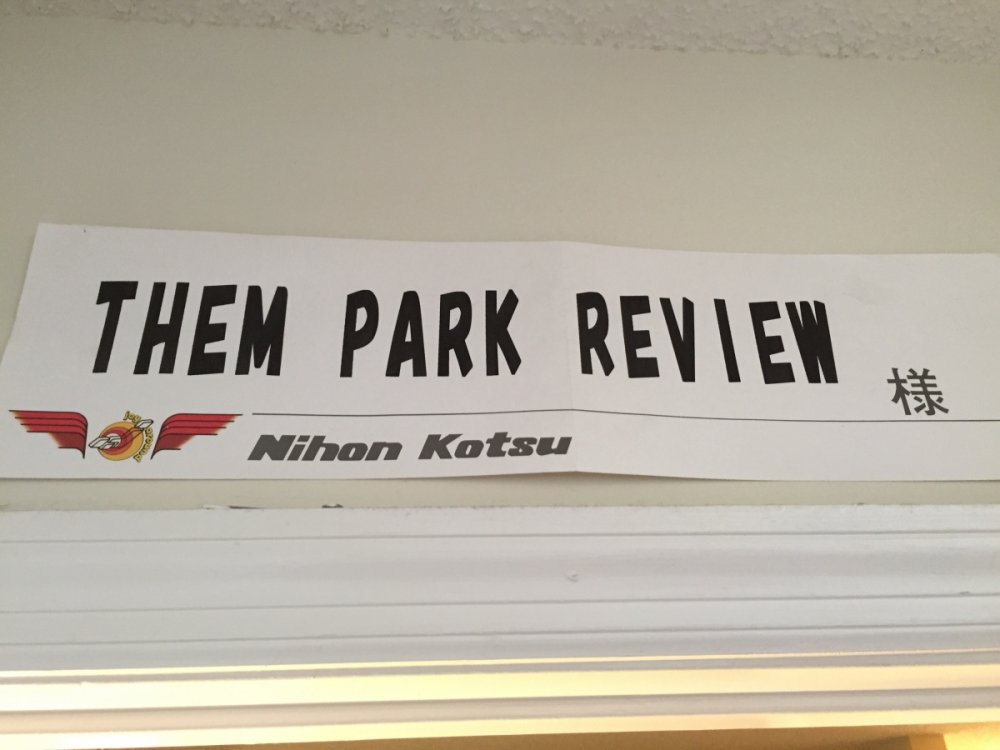 THEM PARK REVIEW 様
Nihon Kotsu